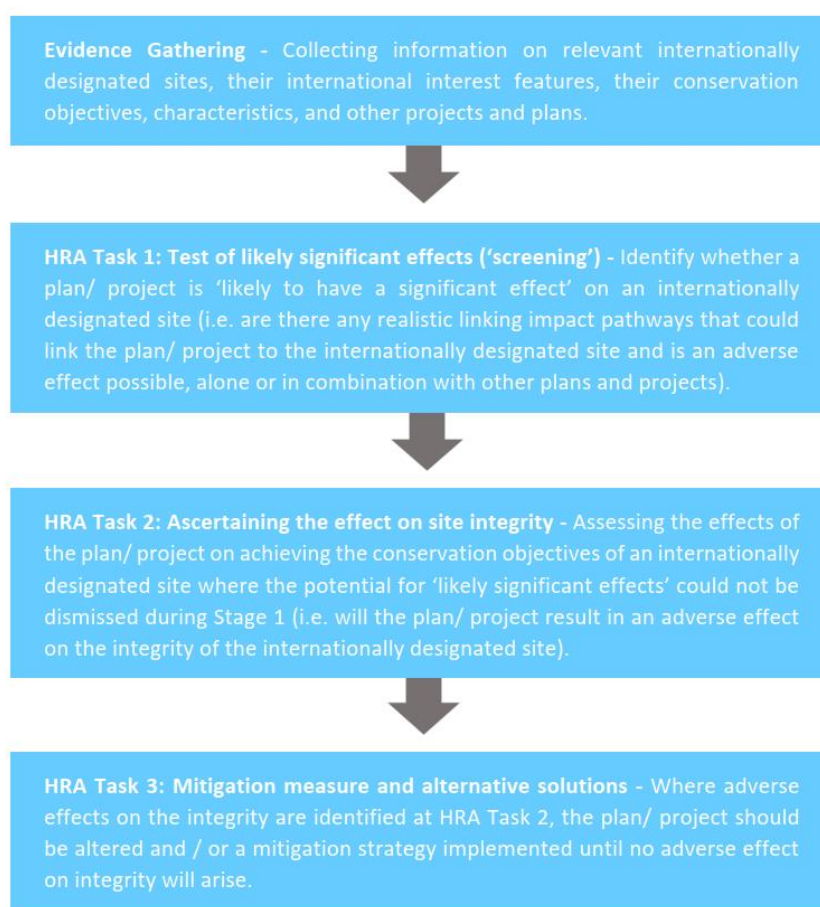 Evidence Gathering - Collecting information on relevant internationally
designated sites, their international interest features, their conservation
objectives, characteristics, and other projects and plans.
HRA Task 1: Test of likely significant effects (‘screening’) - Identify whether a
plan/ project is ‘likely to have a significant effect’ on an internationally
designated site (i.e. are there any realistic linking impact pathways that could
link the plan/ project to the internationally designated site and is an adverse
effect possible, alone or in combination with other plans and projects).
HRA Task 2: Ascertaining the effect on site integrity - Assessing the effects of
the plan/ project on achieving the conservation objectives of an internationally
designated site where the potential for ‘likely significant effects’ could not be
dismissed during Stage 1 (i.e. will the plan/ project result in an adverse effect
on the integrity of the internationally designated site).
HRA Task 3: Mitigation measure and alternative solutions - Where adverse
effects on the integrity are identified at HRA Task 2, the plan/ project should
be altered and / or a mitigation strategy implemented until no adverse effect
on integrity will arise.